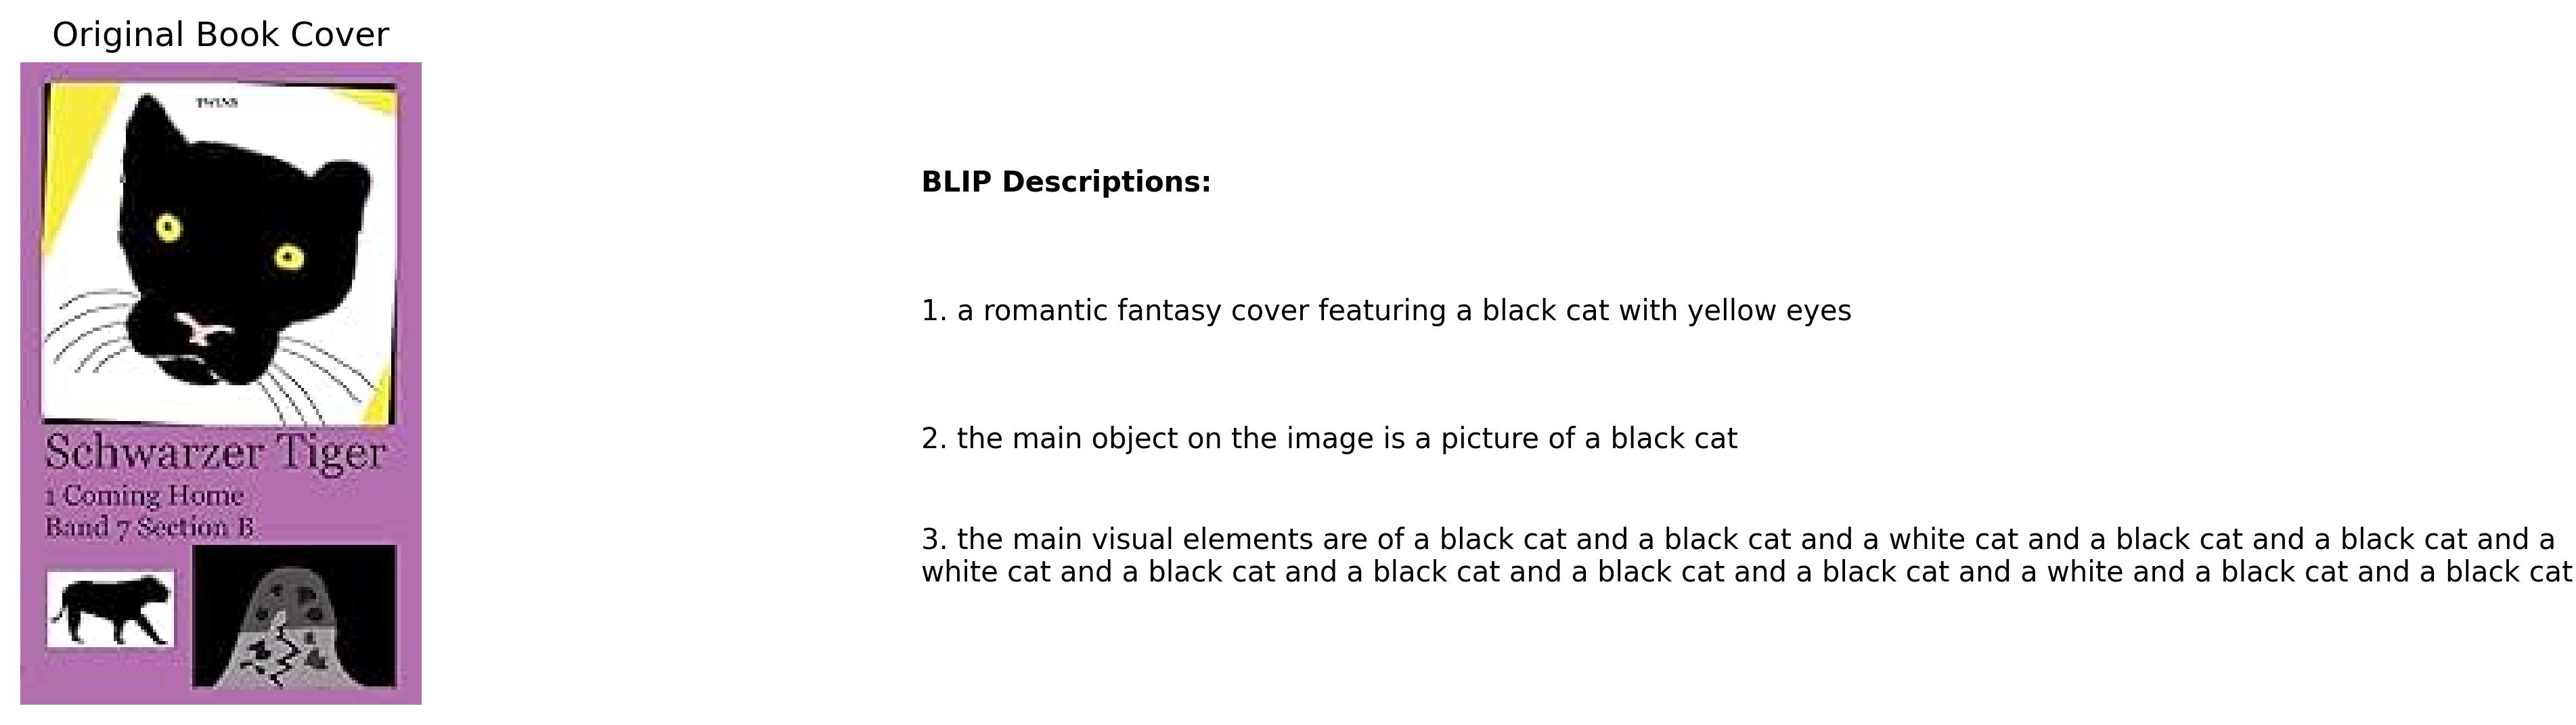 Original Book Cover
TWINS
Schwarzer Tiger
1 Coming Home
Band 7 Section B
BLIP Descriptions:
1. a romantic fantasy cover featuring a black cat with yellow eyes
2. the main object on the image is a picture of a black cat
3. the main visual elements are of a black cat and a black cat and a white cat and a black cat and a black cat and a
white cat and a black cat and a black cat and a black cat and a black cat and a white and a black cat and a black cat